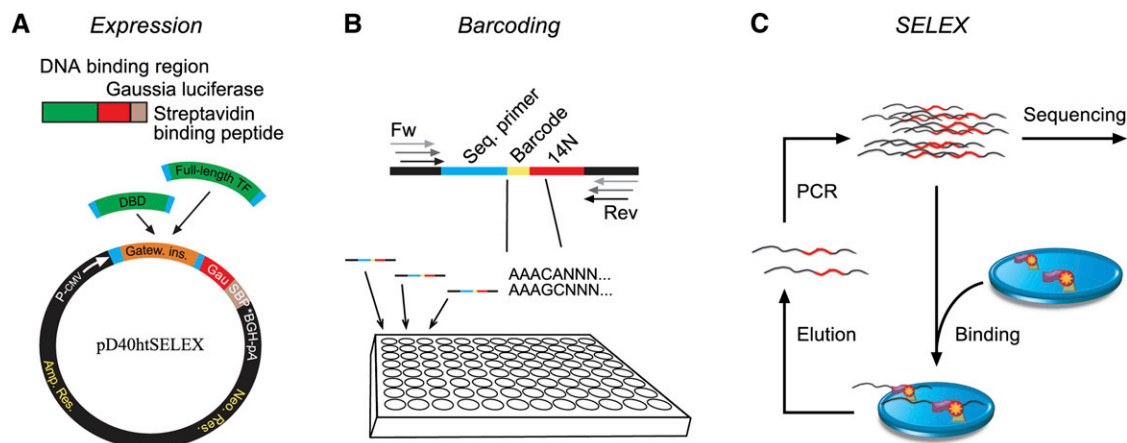 A
Expression
DNA binding region
Gaussia luciferase
Streptavidin
binding peptide
Full-length TF
DBD
Gatew. ins.
P-CMV
Gau
SBP
*BGH-pA
pD40htSELEX
Amp. Res.
Neo. Res.
B
Barcoding
Fw
Seq. primer
Barcode
14N
Rev
AAACANNN...
AAAGCNNN...
C
SELEX
Sequencing
PCR
Elution
Binding